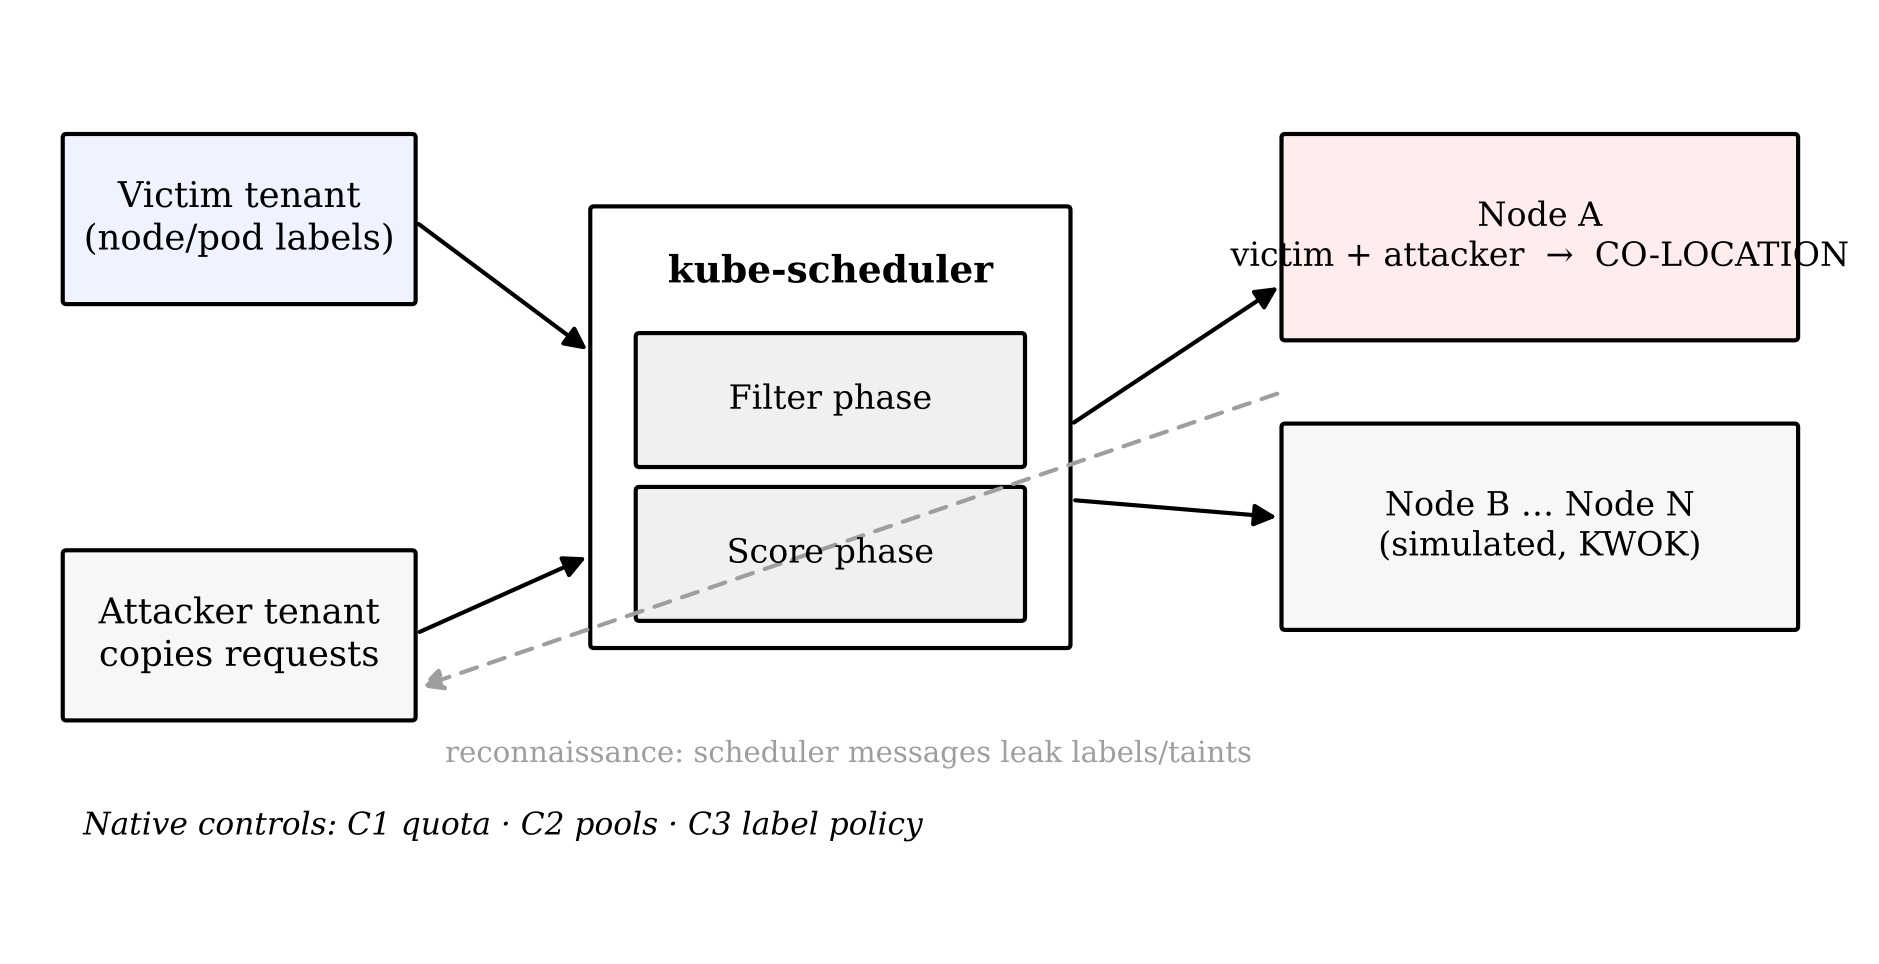 Victim tenant
(node/pod labels)
kube-scheduler
Filter phase
Score phase
Node A
victim + attacker → CO-LOCATION
Node B ... Node N
(simulated, KWOK)
Attacker tenant
copies requests
reconnaissance: scheduler messages leak labels/taints
Native controls: C1 quota · C2 pools · C3 label policy